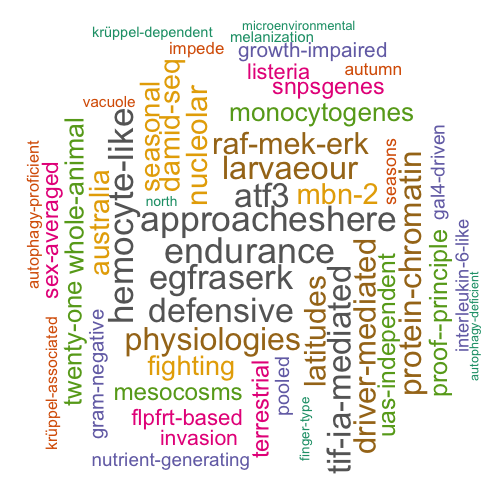 microenvironmental
krüppel-dependent
melanization
impede
growth-impaired
listeria
autumn
snpsgenes
vacuole
monocytogenes
seasonal
damid-seq
nucleolar
raf-mek-erk
larvaeour
atf3
mbn-2
seasons
gal4-driven
autophagy-proficient
sex-averaged
whole-animal
twenty-one
australia
hemocyte-like
north
approacheshere
endurance
egfraserk
defensive
physiologies
latitudes
tif-ia-mediated
driver-mediated
uas-independent
protein-chromatin
proof--principle
interleukin-6-like
autophagy-deficient
krüppel-associated
gram-negative
fighting
mesocosms
flpfrt-based
invasion
nutrient-generating
terrestrial
pooled
finger-type